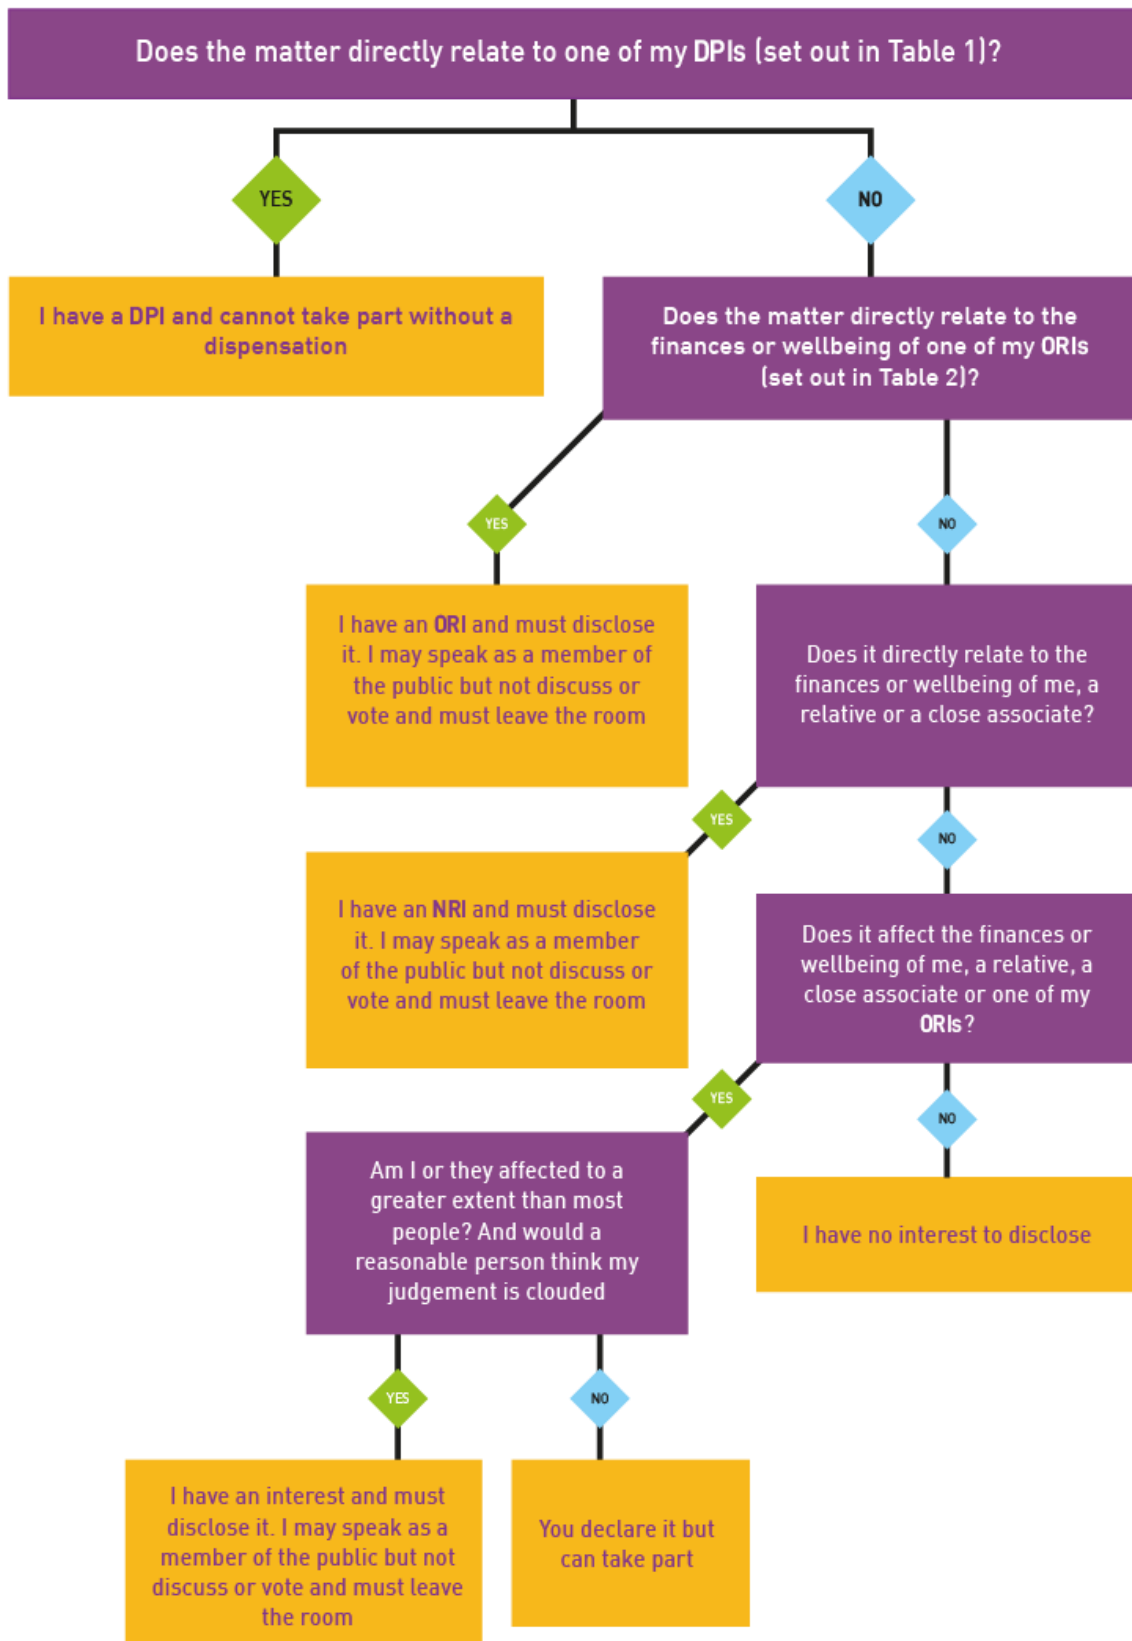 Does the matter directly relate to one of my DPIs (set out in Table 1)?
YES
NO
I have a DPI and cannot take part without a
dispensation
Does the matter directly relate to the
finances or wellbeing of one of my ORIs
(set out in Table 2)?
YES
NO
I have an ORI and must disclose
it. I may speak as a member of
the public but not discuss or
vote and must leave the room
Does it directly relate to the
finances or wellbeing of me, a
relative or a close associate?
YES
NO
I have an NRI and must disclose
it. I may speak as a member
of the public but not discuss or
vote and must leave the room
Does it affect the finances or
wellbeing of me, a relative, a
close associate or one of my
ORIs?
YES
NO
Am I or they affected to a
greater extent than most
people? And would a
reasonable person think my
judgement is clouded
I have no interest to disclose
YES
NO
I have an interest and must
disclose it. I may speak as a
member of the public but not
discuss or vote and must leave
the room
You declare it but
can take part